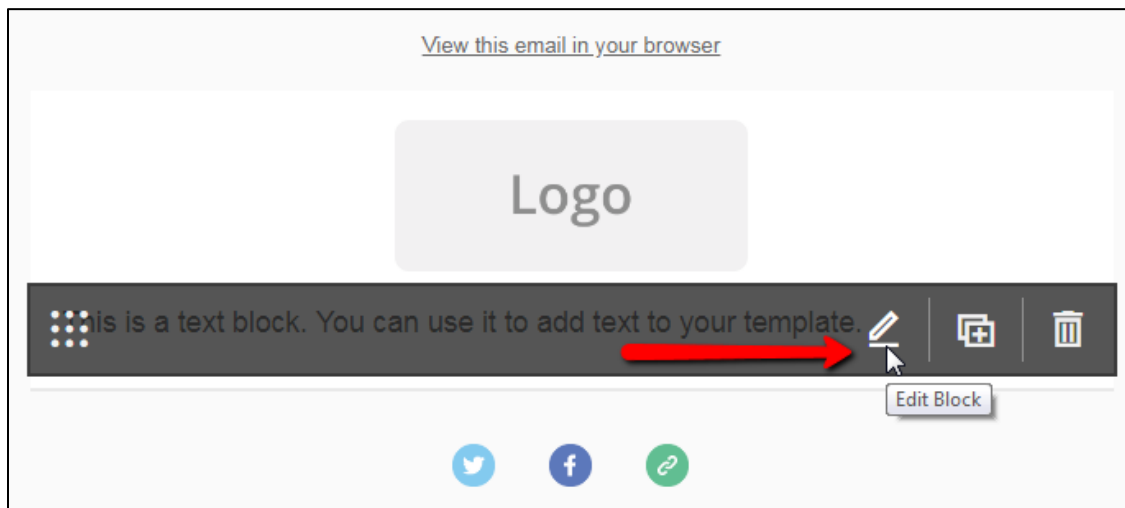 View this email in your browser
Logo
This is a text block. You can use it to add text to your template.
Edit Block